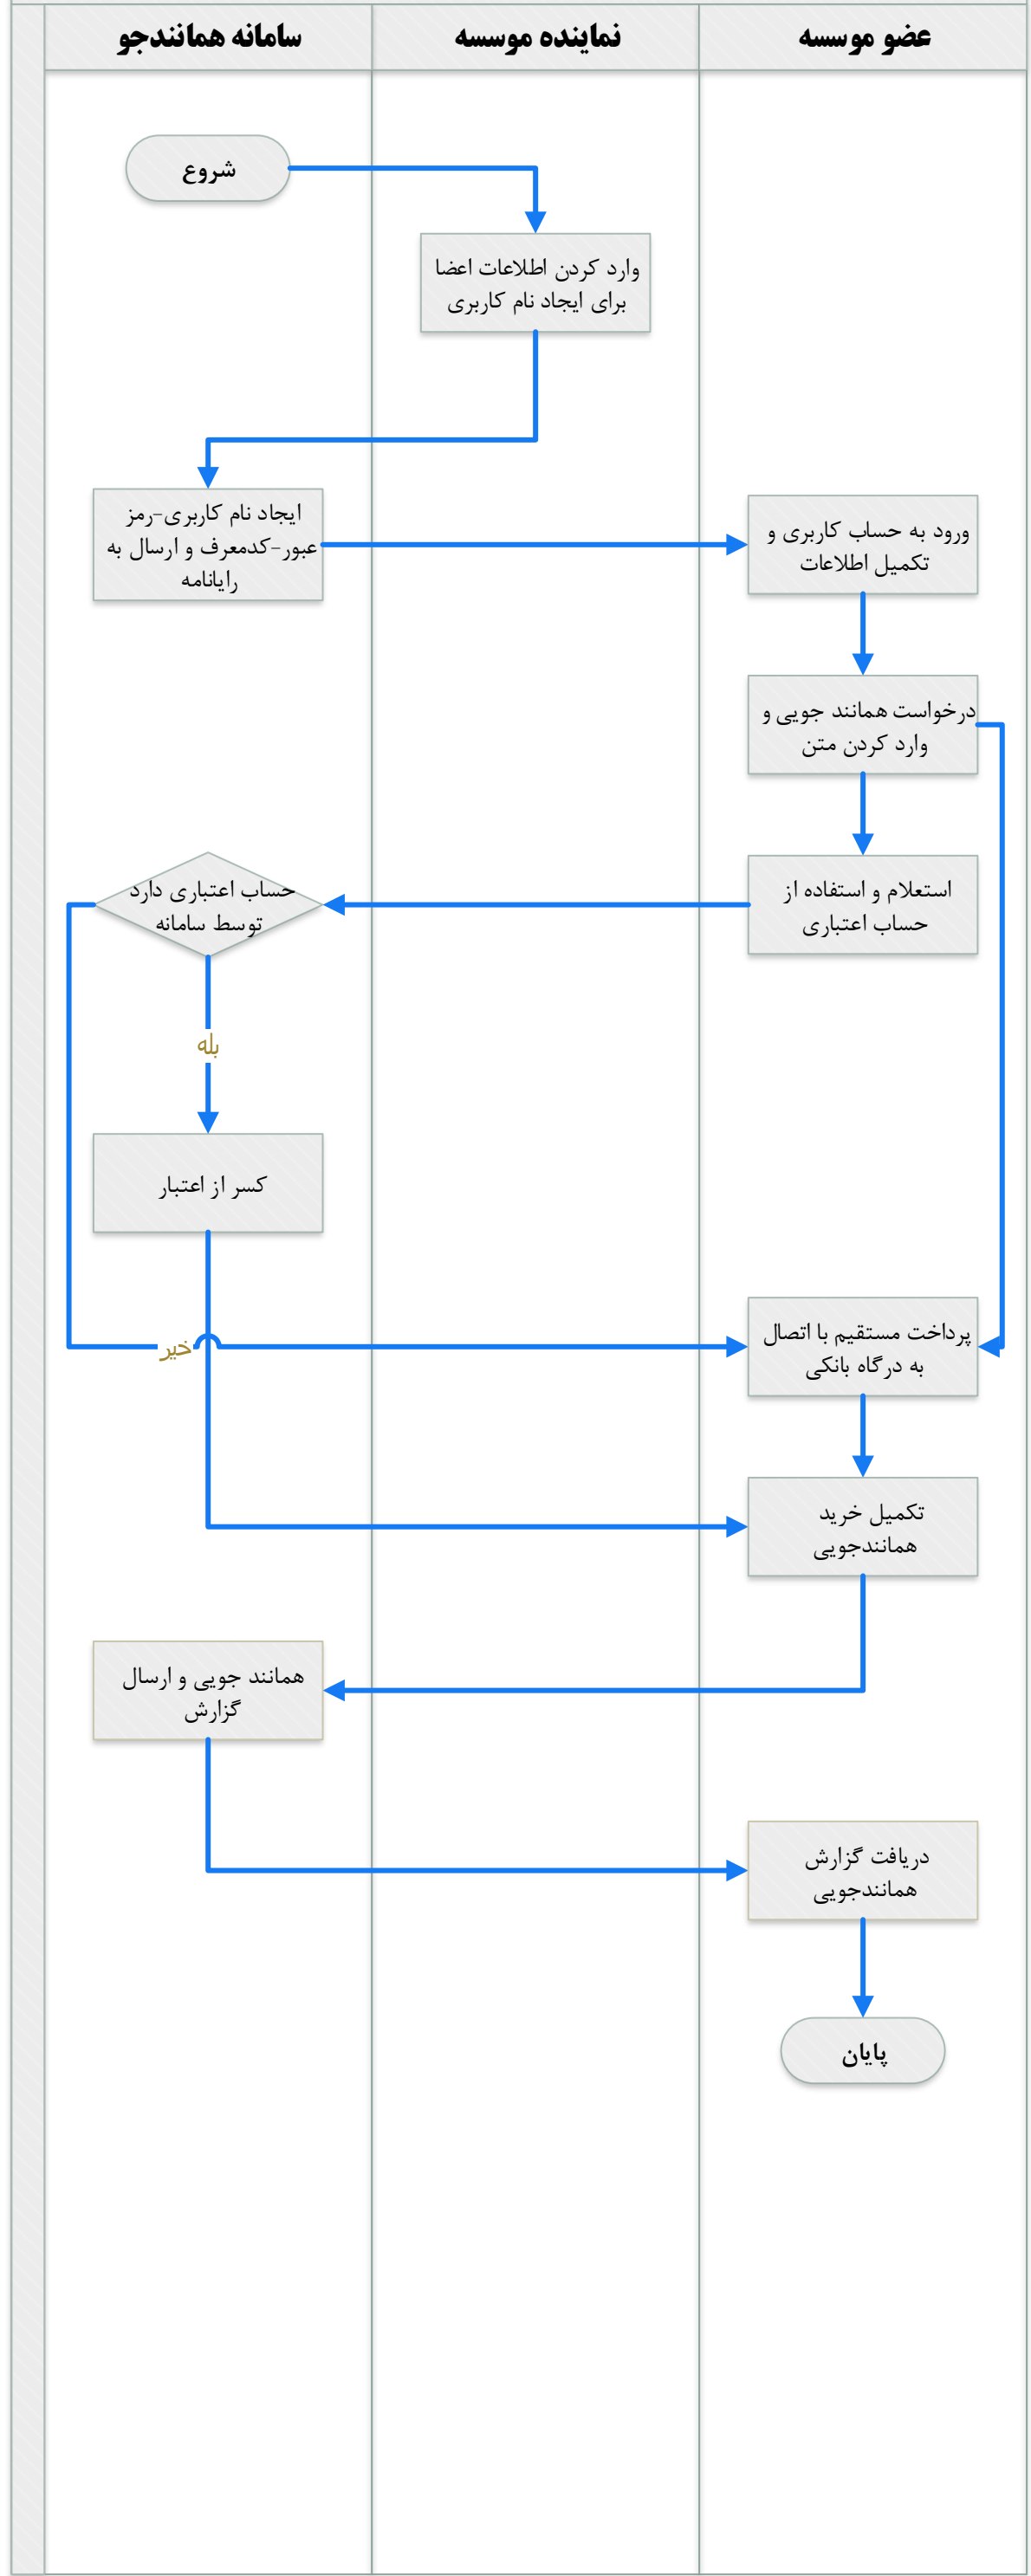 عضو موسسه
نماینده موسسه
سامانه همانندجو
شروع
وارد کردن اطلاعات اعضا
برای ایجاد نام کاربری
ایجاد نام کاربری-رمز
عبور-کدمعرف و ارسال به
رایانامه
ورود به حساب کاربری و
تکمیل اطلاعات
درخواست همانند جویی و
وارد کردن متن
استعلام و استفاده از
حساب اعتباری
حساب اعتباری دارد
توسط سامانه
بله
کسر از اعتبار
خیر
پرداخت مستقیم با اتصال
به درگاه بانکی
تکمیل خرید
همانندجویی
همانند جویی و ارسال
گزارش
دریافت گزارش
همانندجویی
پایان